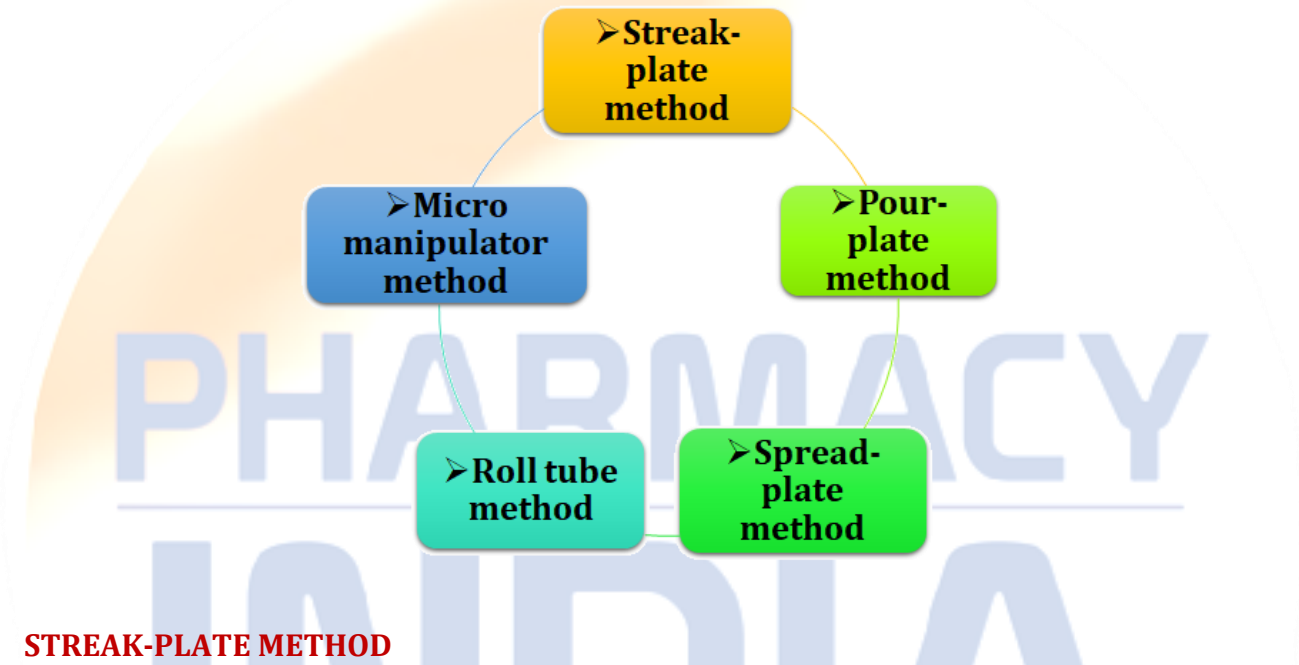 ➢Streak-
plate
method
➢Pour-
plate
method
➢Spread-
plate
method
➢Roll tube
method
➢Micro
manipulator
method
PHARMACY
INDIA
STREAK-PLATE METHOD